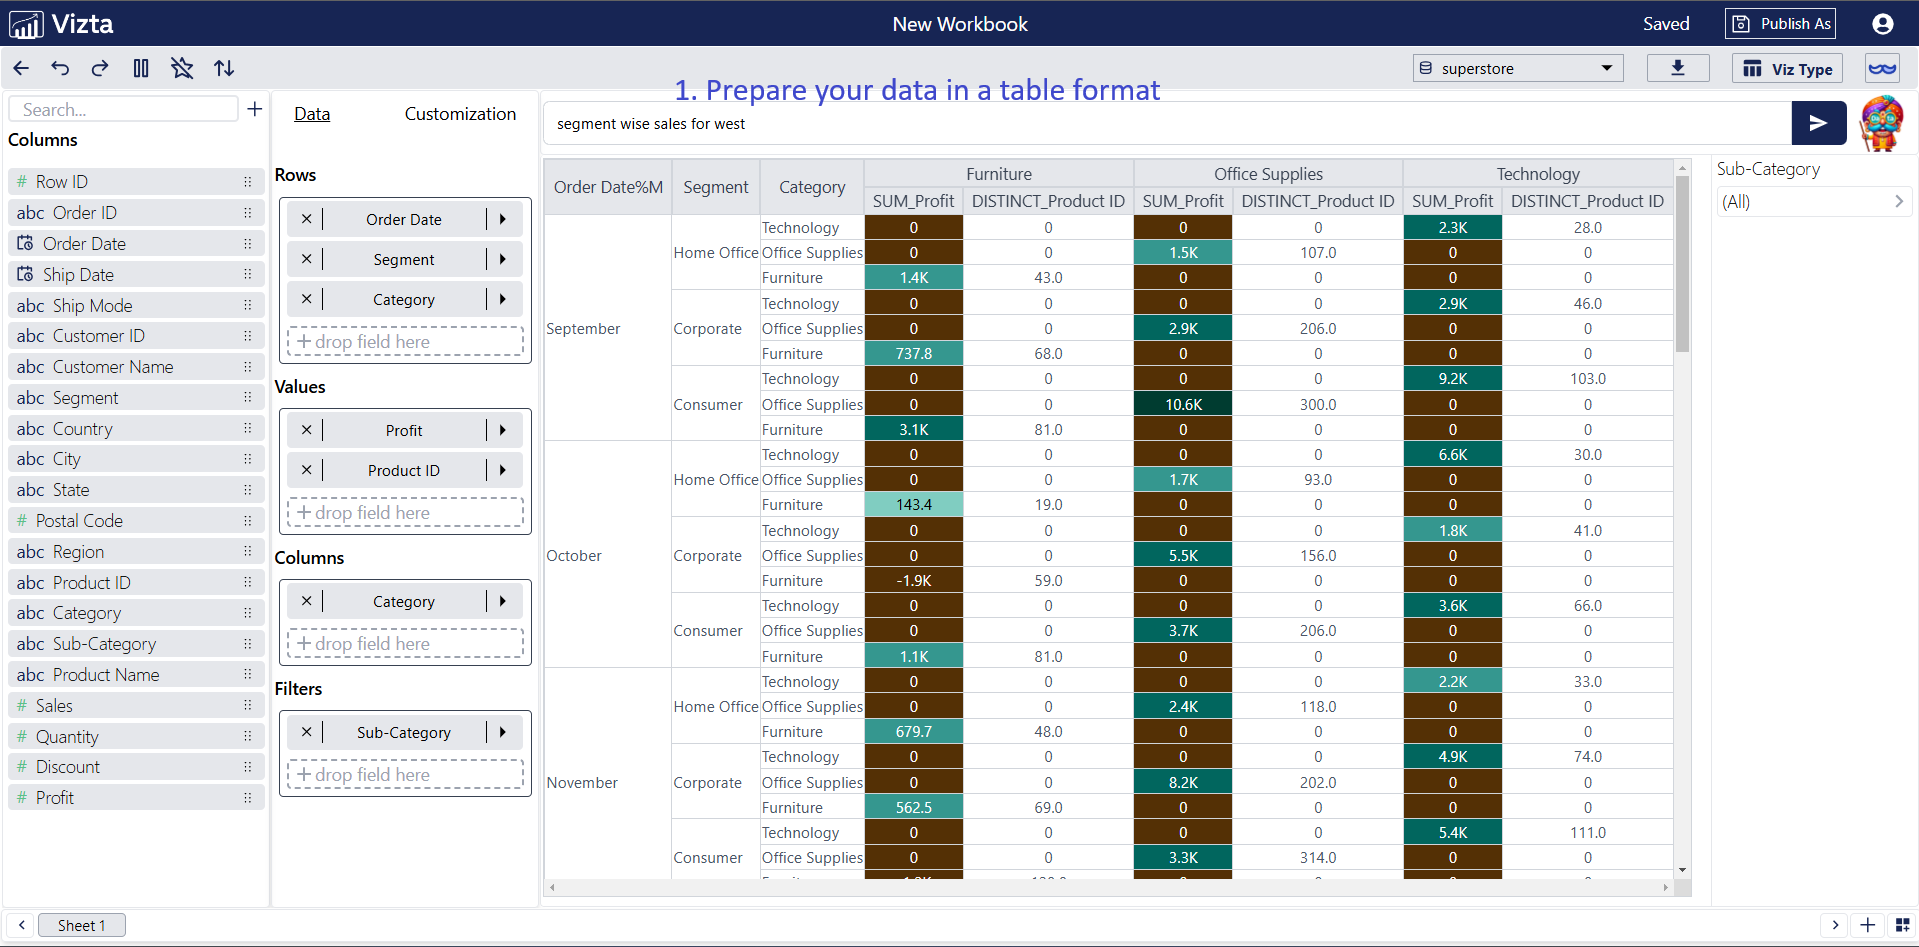 Vizta
New Workbook
Saved
Publish As
superstore
Viz Type
1. Prepare your data in a table format
Search...
Data
Customization
segment wise sales for west
Columns
# Row ID
abc Order ID
Order Date
Ship Date
abc Ship Mode
abc Customer ID
abc Customer Name
abc Segment
abc Country
abc City
abc State
# Postal Code
abc Region
abc Product ID
abc Category
abc Sub-Category
abc Product Name
# Sales
# Quantity
# Discount
# Profit
Rows
Order Date
Segment
Category
+ drop field here
Values
Profit
Product ID
+ drop field here
Columns
Category
+ drop field here
Filters
Sub-Category
+ drop field here
Furniture Office Supplies Technology
Order Date%M Segment Category SUM_Profit DISTINCT_Product ID SUM_Profit DISTINCT_Product ID SUM_Profit DISTINCT_Product ID
September Home Office Technology 0 0 0 0 2.3K 28.0
Office Supplies 0 0 1.5K 107.0 0 0
Furniture 1.4K 43.0 0 0 0 0
Corporate Technology 0 0 0 0 2.9K 46.0
Office Supplies 0 0 2.9K 206.0 0 0
Furniture 737.8 68.0 0 0 0 0
Consumer Technology 0 0 0 0 9.2K 103.0
Office Supplies 0 0 10.6K 300.0 0 0
Furniture 3.1K 81.0 0 0 0 0
October Home Office Technology 0 0 0 0 6.6K 30.0
Office Supplies 0 0 1.7K 93.0 0 0
Furniture 143.4 19.0 0 0 0 0
Corporate Technology 0 0 0 0 1.8K 41.0
Office Supplies 0 0 5.5K 156.0 0 0
Furniture -1.9K 59.0 0 0 0 0
Consumer Technology 0 0 0 0 3.6K 66.0
Office Supplies 0 0 3.7K 206.0 0 0
Furniture 1.1K 81.0 0 0 0 0
November Home Office Technology 0 0 0 0 2.2K 33.0
Office Supplies 0 0 2.4K 118.0 0 0
Furniture 679.7 48.0 0 0 0 0
Corporate Technology 0 0 0 0 4.9K 74.0
Office Supplies 0 0 8.2K 202.0 0 0
Furniture 562.5 69.0 0 0 0 0
Consumer Technology 0 0 0 0 5.4K 111.0
Office Supplies 0 0 3.3K 314.0 0 0
Sub-Category
(All)
Sheet 1